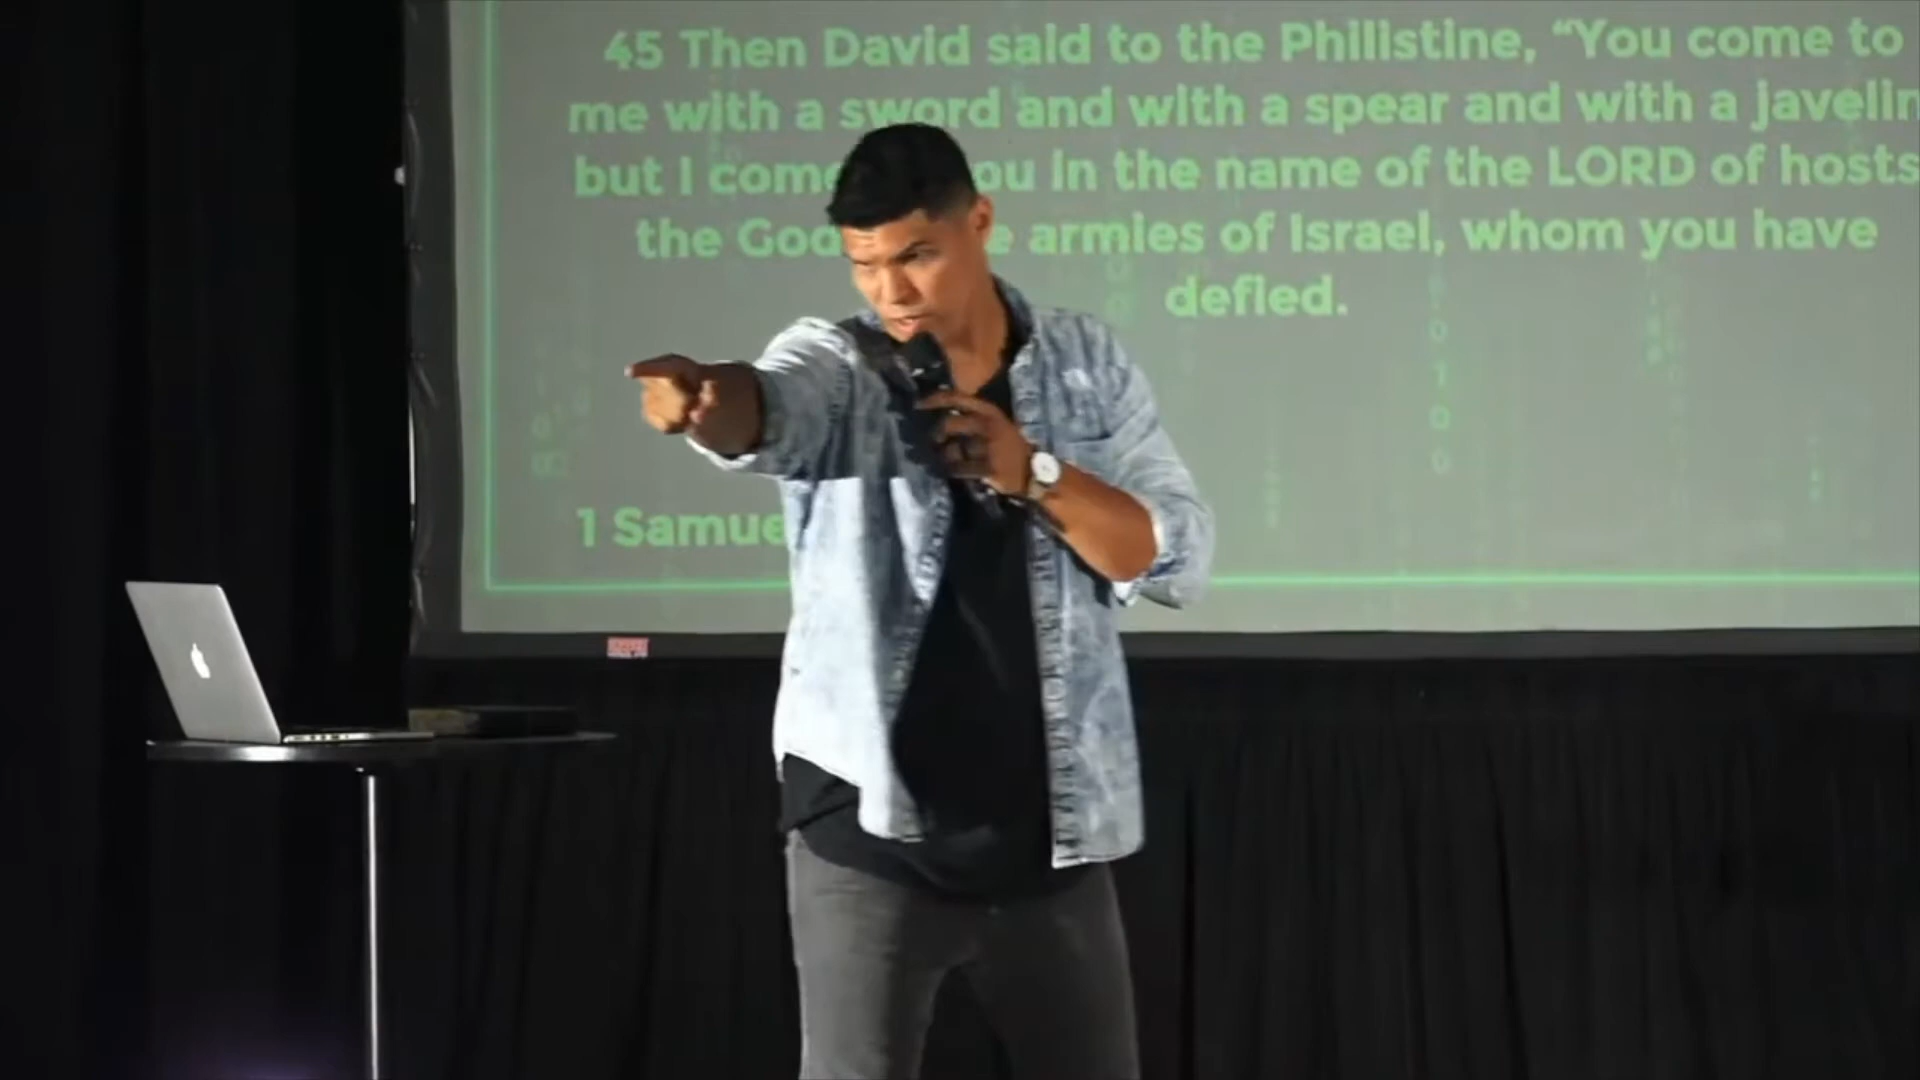 45 Then David said to the Philistine, “You come to
me with a sword and with a spear and with a javelin
but I come you in the name of the LORD of hosts
the God armies of Israel, whom you have
defied.
1 Samue